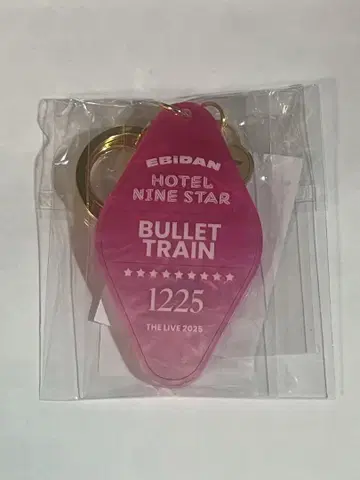 EBiDAN
HOTEL
NINE STAR
BULLET
TRAIN
★★★★★★★★★
1225
THE LIVE 2025